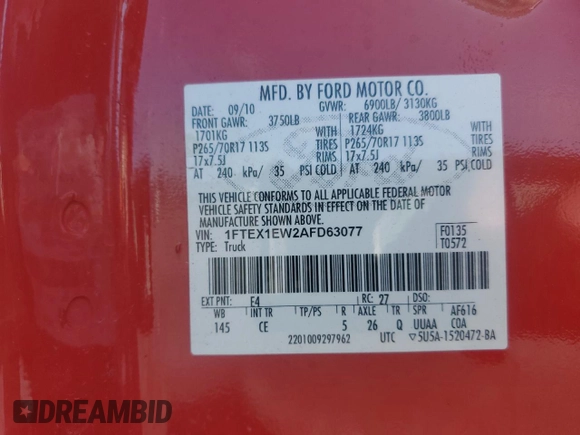 MFD. BY FORD MOTOR CO.
DATE: 09/10 GVWR: 6900LB/ 3130KG
FRONT GAWR: 3750LB REAR GAWR: 3800LB
1701KG WITH 1724KG WITH
P265/70R17 113S TIRES P265/70R17 113S TIRES
17x7.5J RIMS 17x7.5J RIMS
AT 240 kPa/ 35 PSI COLD AT 240 kPa/ 35 PSI COLD
THIS VEHICLE CONFORMS TO ALL APPLICABLE FEDERAL MOTOR
VEHICLE SAFETY STANDARDS IN EFFECT ON THE DATE OF
MANUFACTURE SHOWN ABOVE.
VIN: 1FTEX1EW2AFD63077 F0135
TYPE: Truck T0572
EXT PNT: E4 RC: 27 DSO:
WB INT TR TP/PS R AXLE TR SPR AF616
145 CE 5 26 Q UUAA COA
2201009297962 UTC 5U5A-1520472-BA
DREAMBID